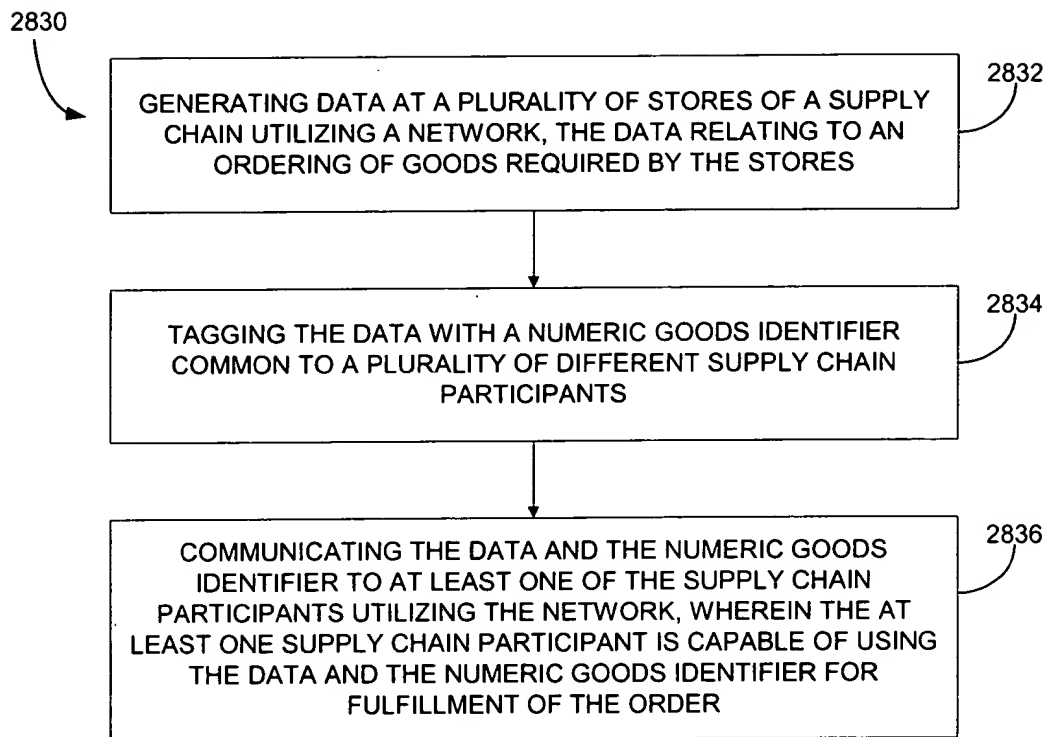 2830
2832
GENERATING DATA AT A PLURALITY OF STORES OF A SUPPLY
CHAIN UTILIZING A NETWORK, THE DATA RELATING TO AN
ORDERING OF GOODS REQUIRED BY THE STORES
2834
TAGGING THE DATA WITH A NUMERIC GOODS IDENTIFIER
COMMON TO A PLURALITY OF DIFFERENT SUPPLY CHAIN
PARTICIPANTS
2836
COMMUNICATING THE DATA AND THE NUMERIC GOODS
IDENTIFIER TO AT LEAST ONE OF THE SUPPLY CHAIN
PARTICIPANTS UTILIZING THE NETWORK, WHEREIN THE AT
LEAST ONE SUPPLY CHAIN PARTICIPANT IS CAPABLE OF USING
THE DATA AND THE NUMERIC GOODS IDENTIFIER FOR
FULFILLMENT OF THE ORDER